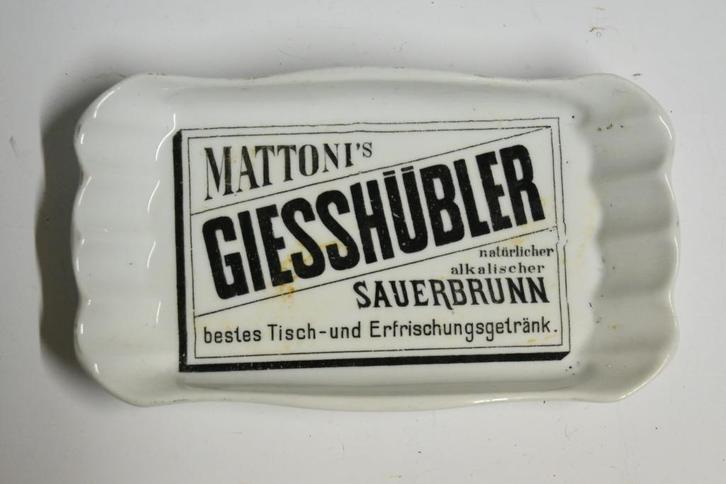 MATTONI'S
GIESSHÜBLER
natürlicher
alkalischer
SAUERBRUNN
bestes Tisch-und Erfrischungsgetränk.